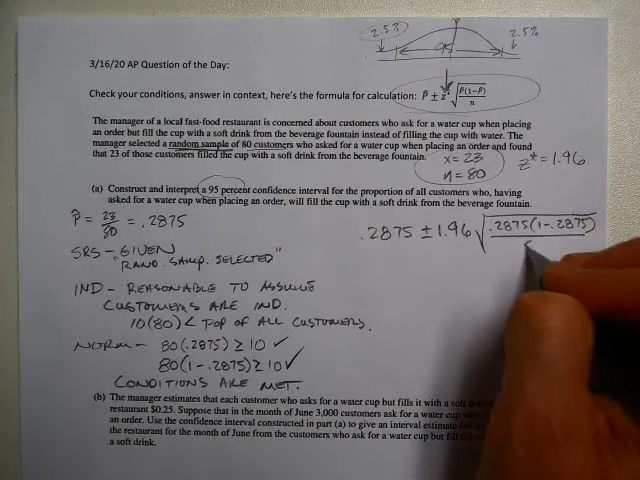 2.5% 95 2.5%
3/16/20 AP Question of the Day:
Check your conditions, answer in context, here's the formula for calculation: p̂ ± z* √(p̂(1−p̂)/n)
The manager of a local fast-food restaurant is concerned about customers who ask for a water cup when placing
an order but fill the cup with a soft drink from the beverage fountain instead of filling the cup with water. The
manager selected a random sample of 80 customers who asked for a water cup when placing an order and found
that 23 of those customers filled the cup with a soft drink from the beverage fountain.
x = 23
n = 80
z* = 1.96
(a) Construct and interpret a 95 percent confidence interval for the proportion of all customers who, having
asked for a water cup when placing an order, will fill the cup with a soft drink from the beverage fountain.
p̂ = 23/80 = .2875
.2875 ± 1.96 √.2875(1-.2875)
SRS - GIVEN
"RAND. SAMP. SELECTED"
IND - REASONABLE TO ASSUME
CUSTOMERS ARE IND.
10(80) < POP OF ALL CUSTOMERS.
NORM - 80(.2875) ≥ 10 ✓
80(1-.2875) ≥ 10 ✓
CONDITIONS ARE MET.
(b) The manager estimates that each customer who asks for a water cup but fills it with a soft
restaurant $0.25. Suppose that in the month of June 3,000 customers ask for a water cup
an order. Use the confidence interval constructed in part (a) to give an interval estimate
the restaurant for the month of June from the customers who ask for a water cup but fill
a soft drink.